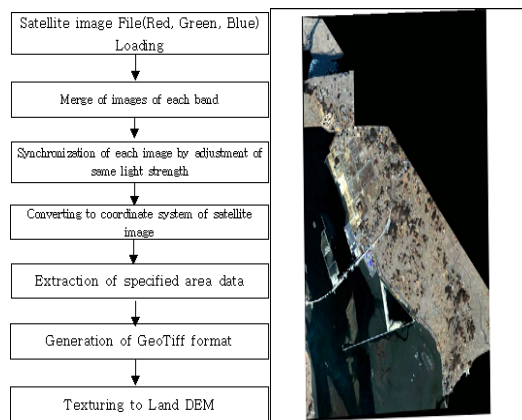 Satellite image File(Red, Green, Blue)
Loading
Merge of images of each band
Synchronization of each image by adjustment of
same light strength
Converting to coordinate system of satellite
image
Extraction of specified area data
Generation of GeoTiff format
Texturing to Land DEM